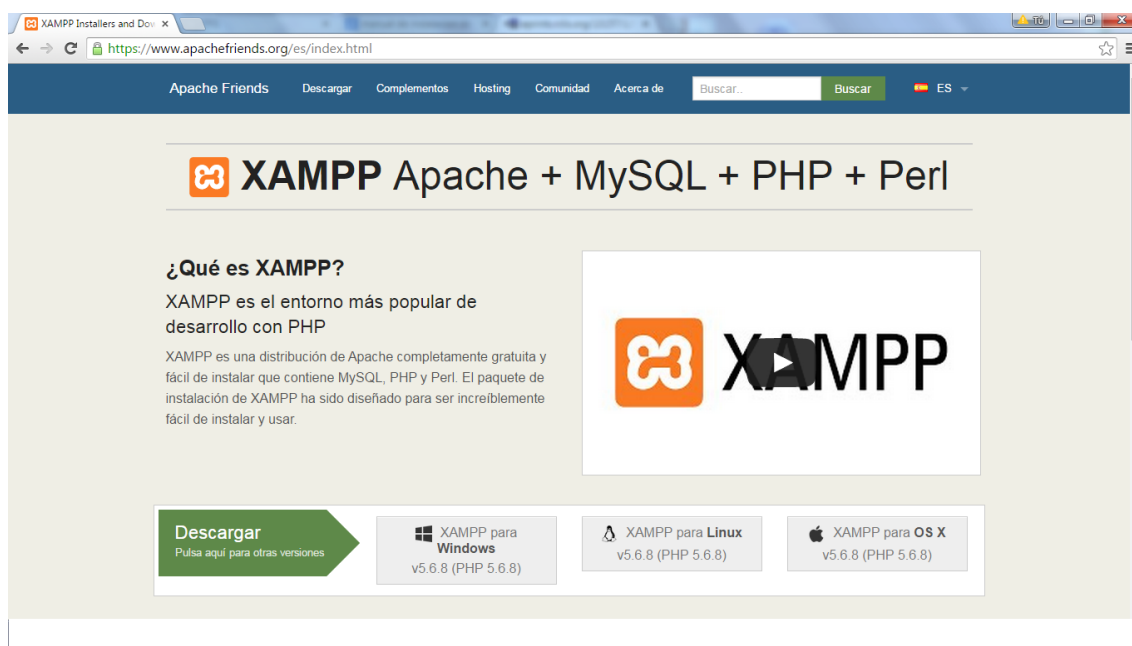 XAMPP Installers and Dov
Tú
https://www.apachefriends.org/es/index.html
Apache Friends Descargar Complementos Hosting Comunidad Acerca de Buscar.. Buscar ES
XAMPP Apache + MySQL + PHP + Perl
¿Qué es XAMPP?
XAMPP es el entorno más popular de
desarrollo con PHP
XAMPP es una distribución de Apache completamente gratuita y
fácil de instalar que contiene MySQL, PHP y Perl. El paquete de
instalación de XAMPP ha sido diseñado para ser increíblemente
fácil de instalar y usar.
XAMPP
Descargar
Pulsa aquí para otras versiones
XAMPP para
Windows
v5.6.8 (PHP 5.6.8)
XAMPP para Linux
v5.6.8 (PHP 5.6.8)
XAMPP para OS X
v5.6.8 (PHP 5.6.8)